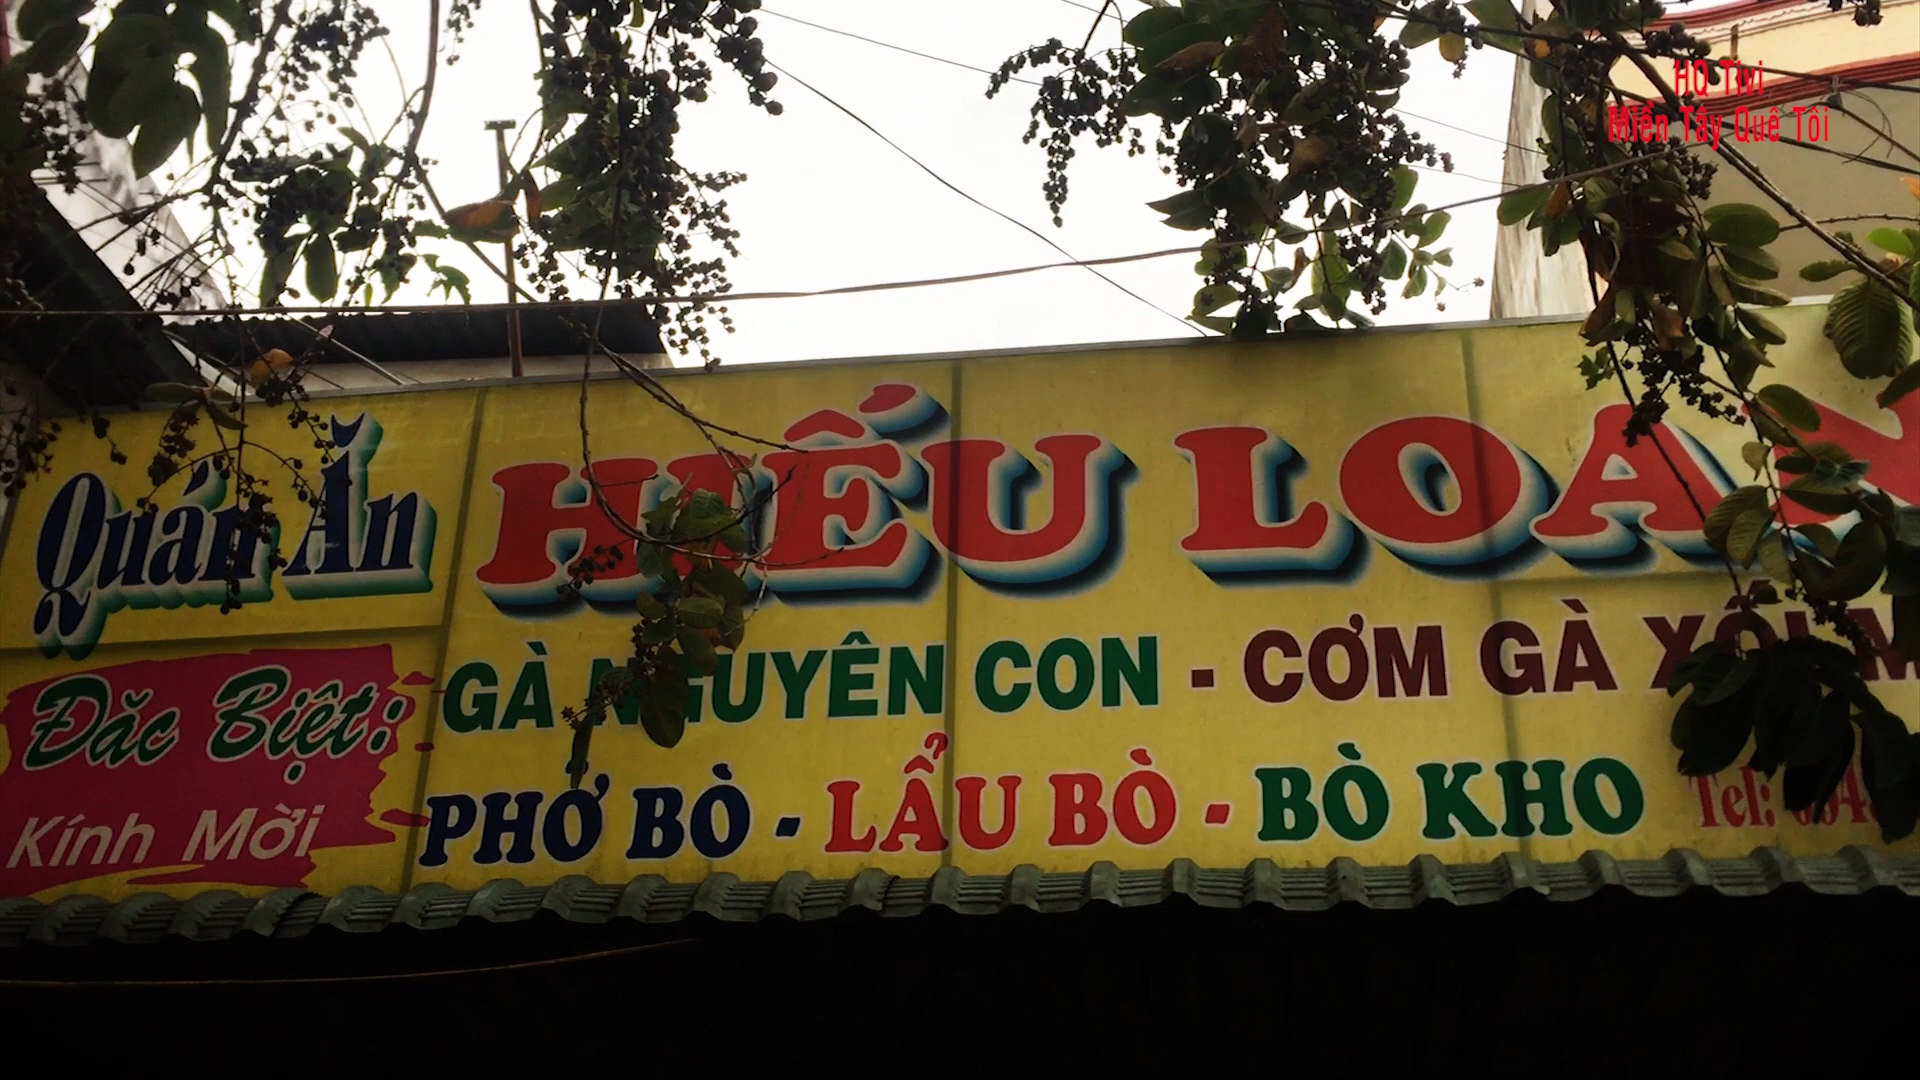 HQ Tivi
Miền Tây Quê Tôi
Quán Ăn HIẾU LOAN
Đặc Biệt: GÀ NGUYÊN CON - CƠM GÀ XÔI
Kính Mời PHỞ BÒ - LẨU BÒ - BÒ KHO Tel: